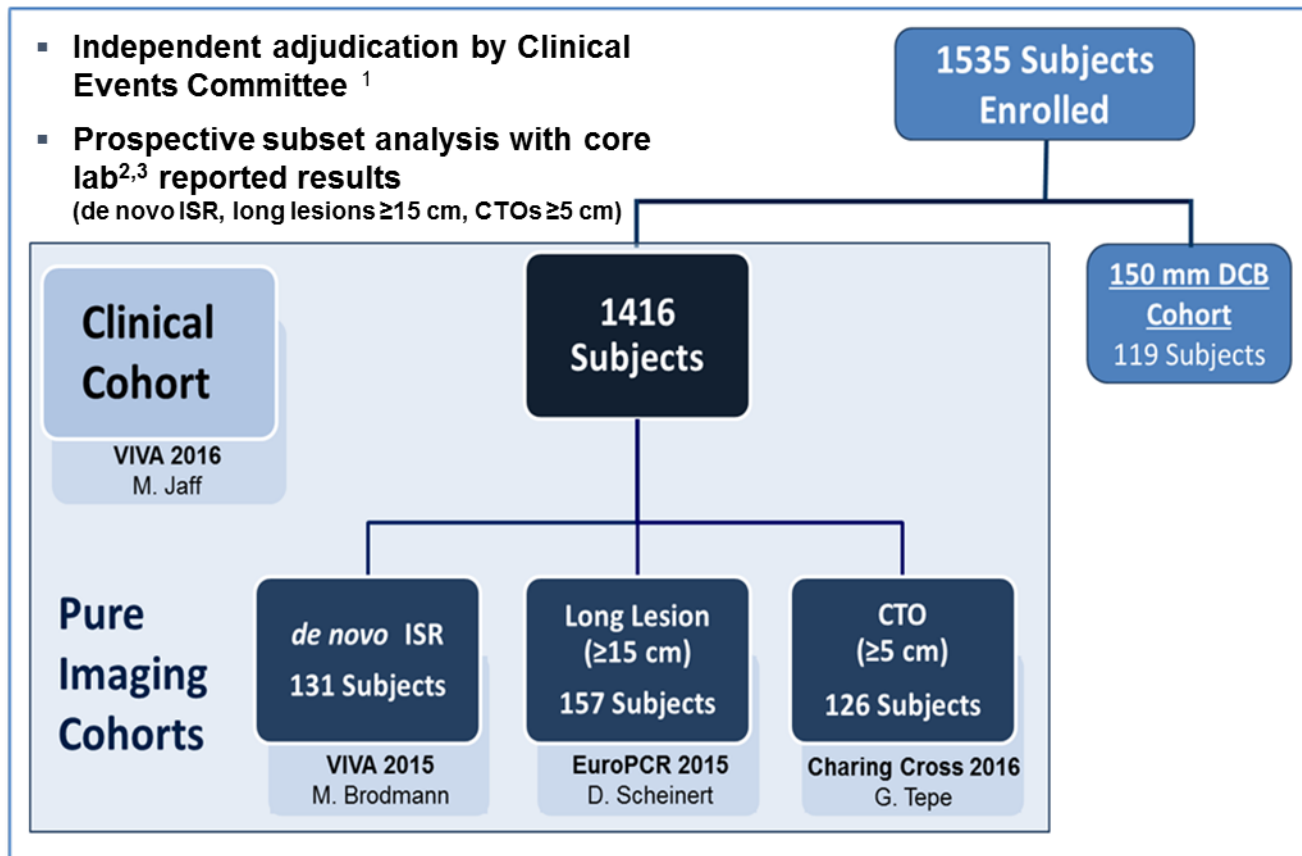 ▪ Independent adjudication by Clinical
Events Committee ¹
▪ Prospective subset analysis with core
lab²,³ reported results
(de novo ISR, long lesions ≥15 cm, CTOs ≥5 cm)
1535 Subjects
Enrolled
150 mm DCB
Cohort
119 Subjects
Clinical
Cohort
VIVA 2016
M. Jaff
1416
Subjects
Pure
Imaging
Cohorts
de novo ISR
131 Subjects
VIVA 2015
M. Brodmann
Long Lesion
(≥15 cm)
157 Subjects
EuroPCR 2015
D. Scheinert
CTO
(≥5 cm)
126 Subjects
Charing Cross 2016
G. Tepe